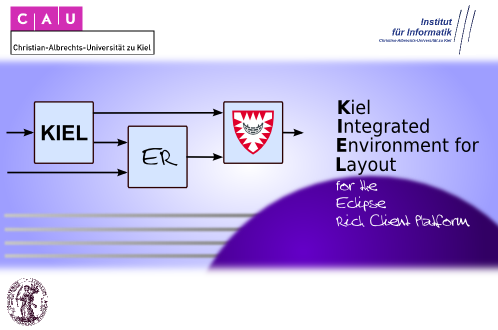 C A U
Christian-Albrechts-Universität zu Kiel
Institut
für Informatik
Christian-Albrechts-Universität zu Kiel
KIEL
ER
Kiel
Integrated
Environment for
Layout
for the
Eclipse
Rich Client Platform